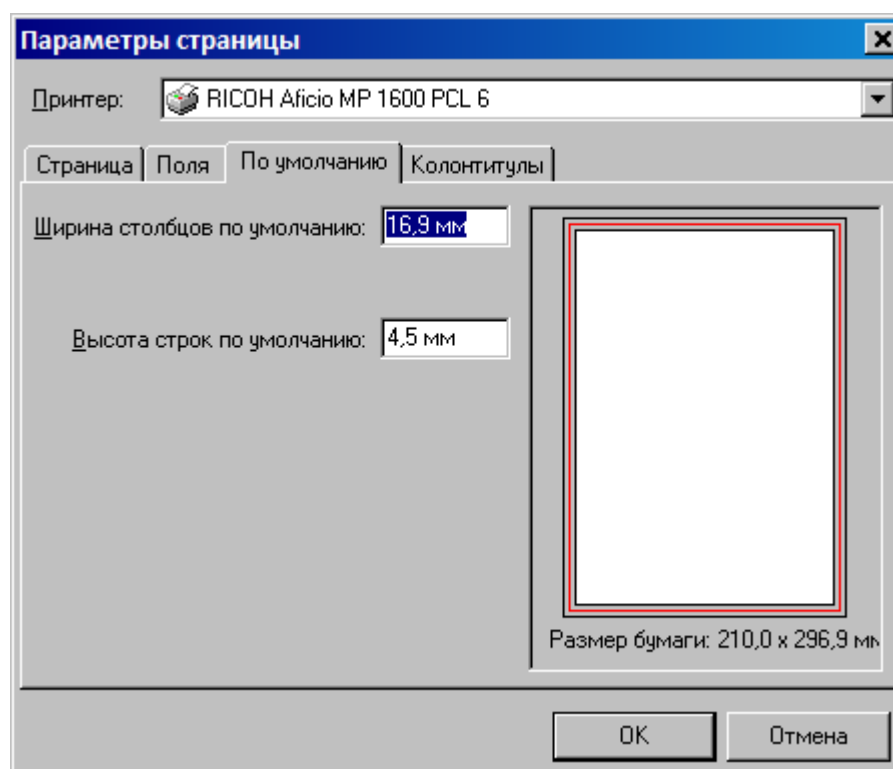 Параметры страницы
Принтер: RICOH Aficio MP 1600 PCL 6
Страница Поля По умолчанию Колонтитулы
Ширина столбцов по умолчанию: 16,9 мм
Высота строк по умолчанию: 4,5 мм
Размер бумаги: 210,0 x 296,9 мм
OK Отмена